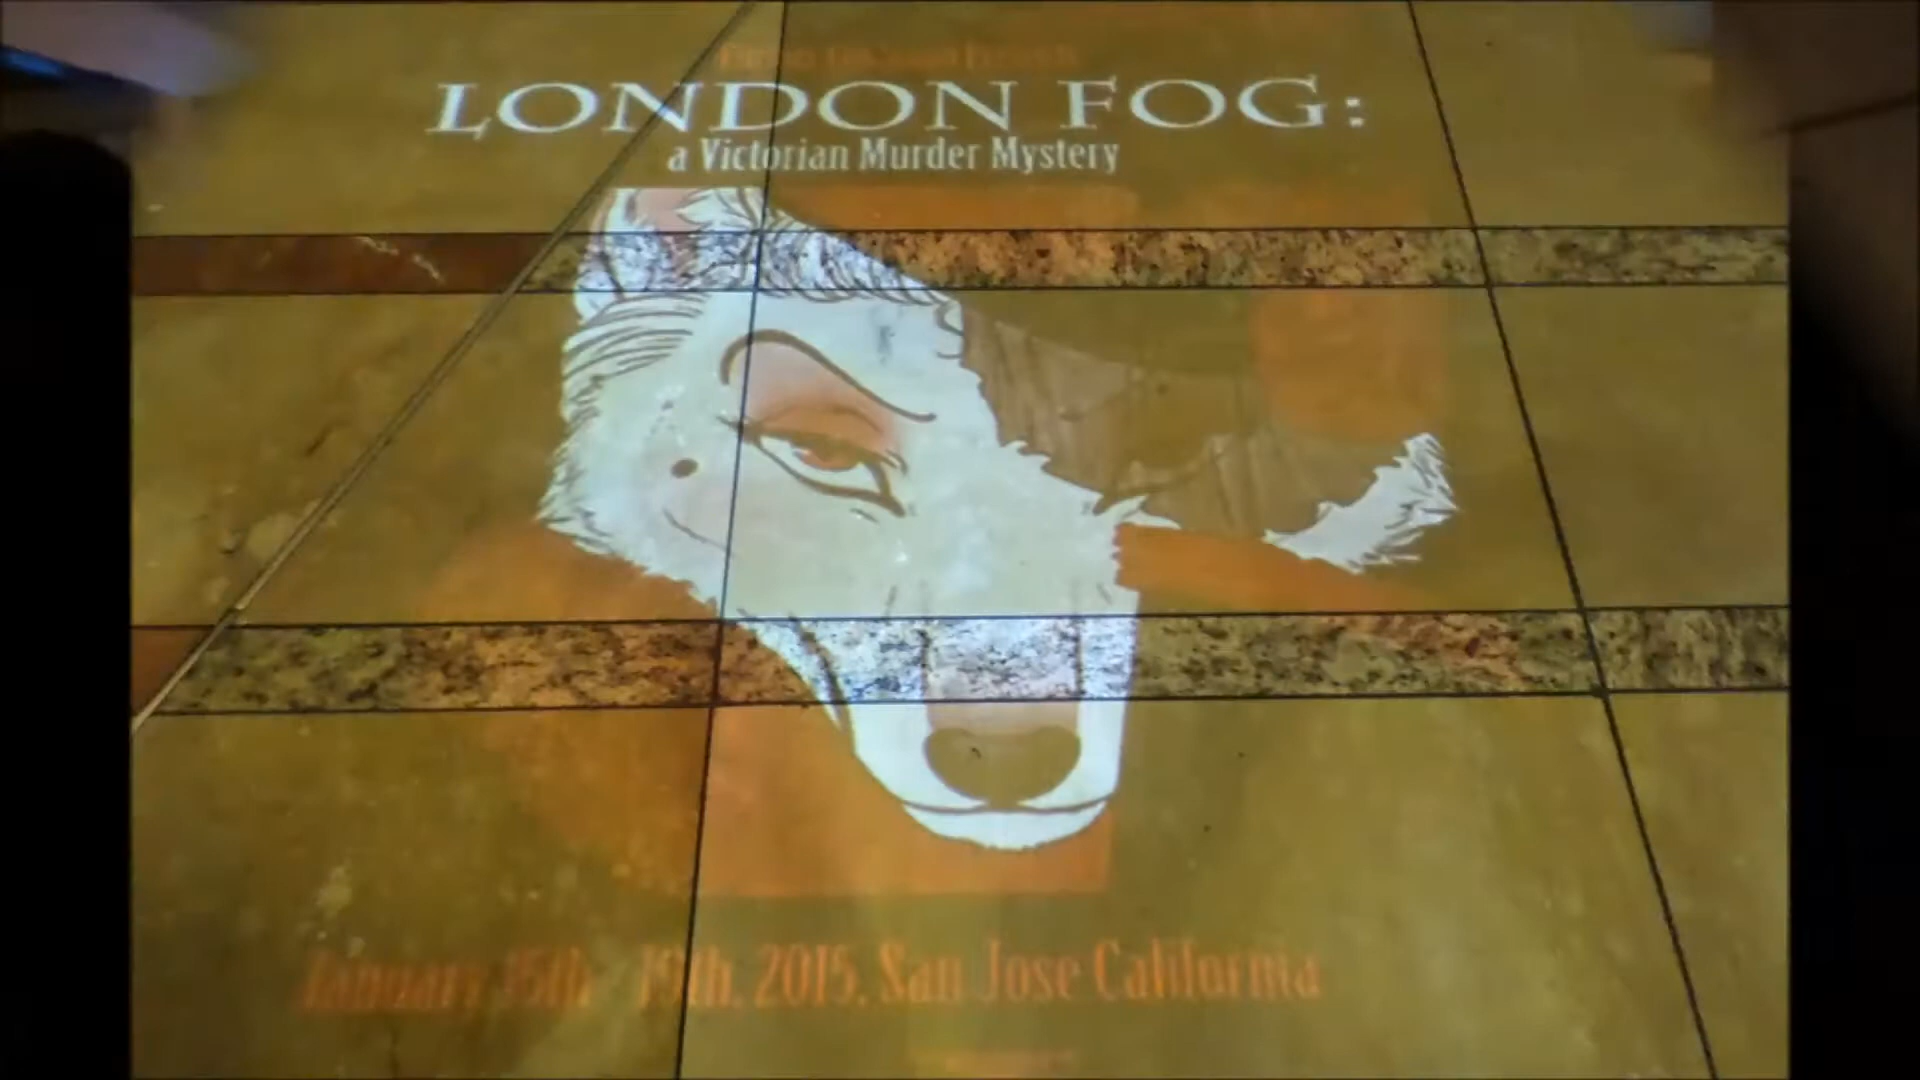 LONDON FOG:
a Victorian Murder Mystery
January 15th - 19th, 2015, San Jose California